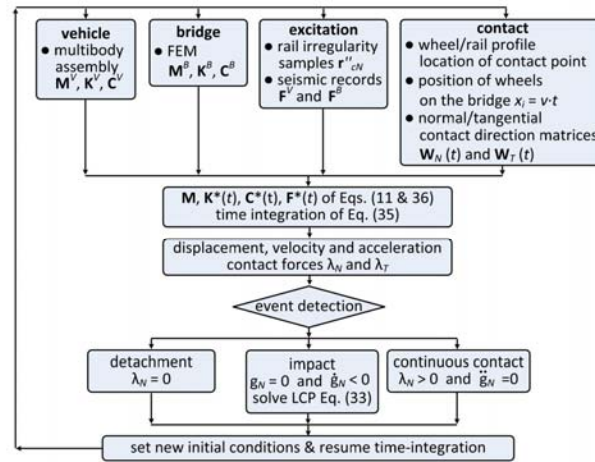 vehicle
● multibody
assembly
M^V, K^V, C^V
bridge
● FEM
M^B, K^B, C^B
excitation
● rail irregularity
samples r''_cN
● seismic records
F^V and F^B
contact
● wheel/rail profile
location of contact point
● position of wheels
on the bridge x_i = v·t
● normal/tangential
contact direction matrices
W_N (t) and W_T (t)
M, K*(t), C*(t), F*(t) of Eqs. (11 & 36)
time integration of Eq. (35)
displacement, velocity and acceleration
contact forces λ_N and λ_T
event detection
detachment
λ_N = 0
impact
g_N = 0 and ġ_N < 0
solve LCP Eq. (33)
continuous contact
λ_N > 0 and g̈_N =0
set new initial conditions & resume time-integration